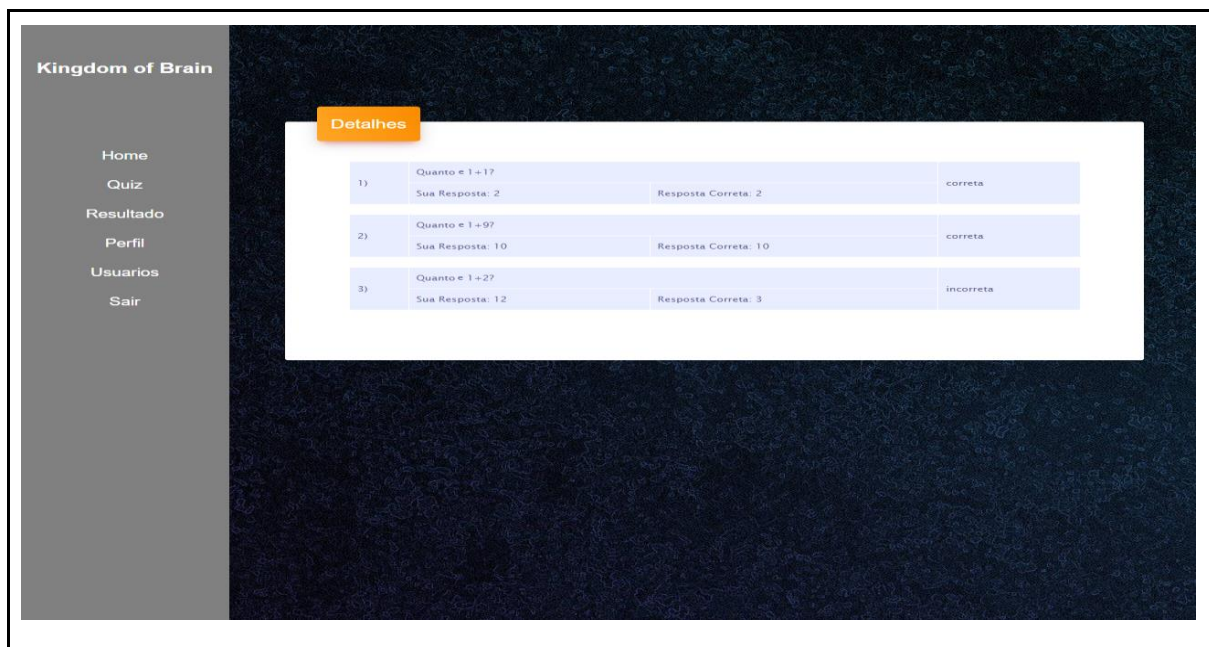 Kingdom of Brain
Home
Quiz
Resultado
Perfil
Usuarios
Sair
Detalhes
1)
Quanto e 1+1?
Sua Resposta: 2
Resposta Correta: 2
correta
2)
Quanto e 1+9?
Sua Resposta: 10
Resposta Correta: 10
correta
3)
Quanto e 1+2?
Sua Resposta: 12
Resposta Correta: 3
incorreta